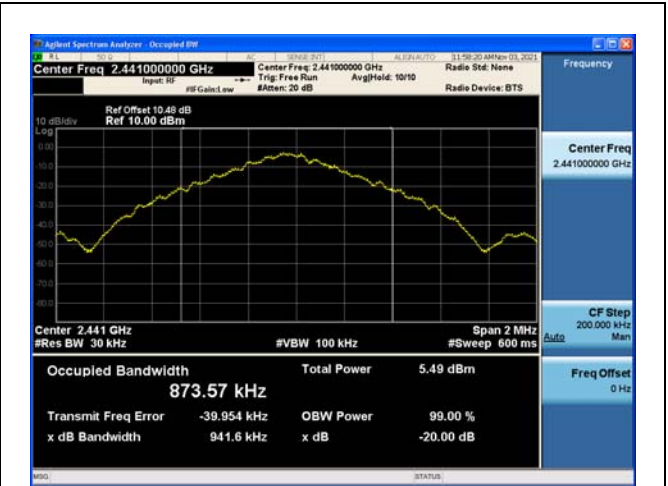 Agilent Spectrum Analyzer - Occupied BW
RL 50 Ω AC SENSE:INT ALIGN AUTO 11:58:20 AM Nov 03, 2021
Center Freq 2.441000000 GHz
Center Freq: 2.441000000 GHz
Radio Std: None
Input: RF
Trig: Free Run Avg|Hold: 10/10
#IFGain:Low
#Atten: 20 dB
Radio Device: BTS
Ref Offset 10.48 dB
10 dB/div Ref 10.00 dBm
Log
0.00
-10.0
-20.0
-30.0
-40.0
-50.0
-60.0
-70.0
-80.0
Center 2.441 GHz
Span 2 MHz
#Res BW 30 kHz
#VBW 100 kHz
#Sweep 600 ms
Occupied Bandwidth
873.57 kHz
Total Power 5.49 dBm
Transmit Freq Error -39.954 kHz OBW Power 99.00 %
x dB Bandwidth 941.6 kHz x dB -20.00 dB
MSG
STATUS
Frequency
Center Freq
2.441000000 GHz
CF Step
200.000 kHz
Auto Man
Freq Offset
0 Hz